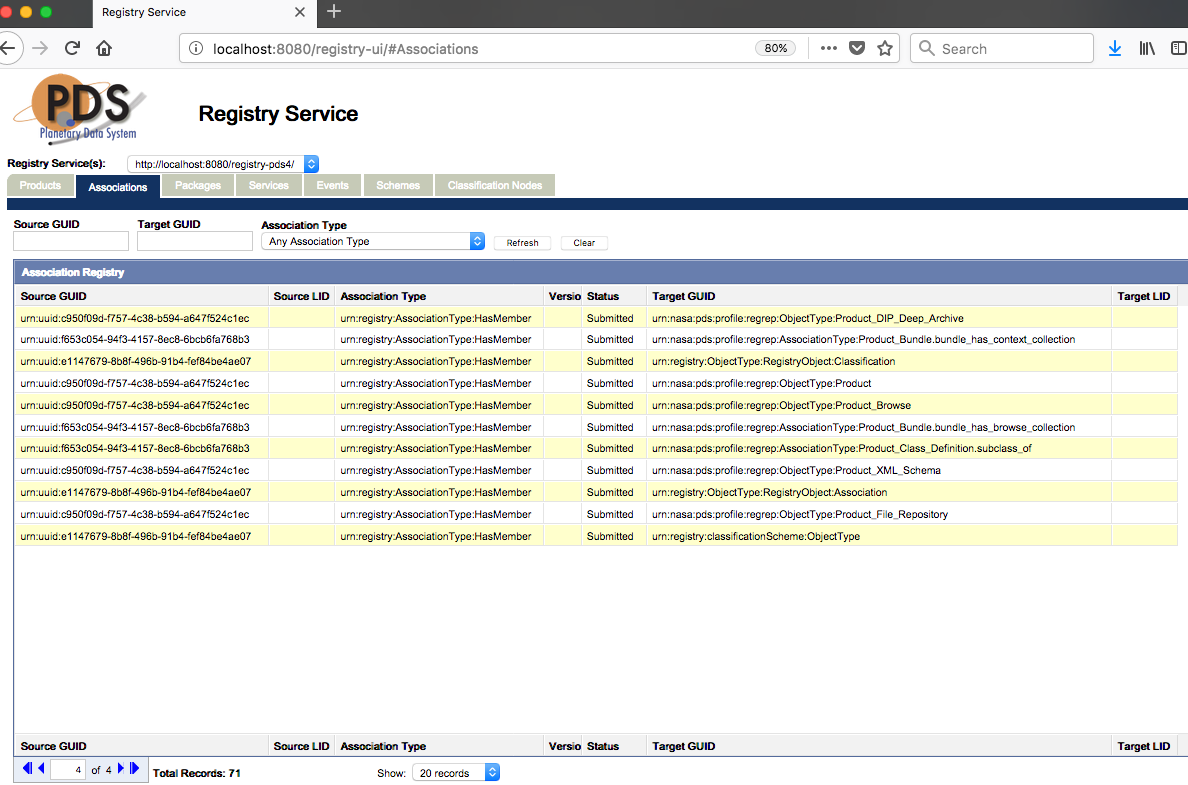 Registry Service
localhost:8080/registry-ui/#Associations 80% Search
PDS
Planetary Data System
Registry Service
Registry Service(s): http://localhost:8080/registry-pds4/
Products Associations Packages Services Events Schemes Classification Nodes
Source GUID Target GUID Association Type
Any Association Type Refresh Clear
Association Registry
Source GUID Source LID Association Type Versio Status Target GUID Target LID
urn:uuid:c950f09d-f757-4c38-b594-a647f524c1ec urn:registry:AssociationType:HasMember Submitted urn:nasa:pds:profile:regrep:ObjectType:Product_DIP_Deep_Archive
urn:uuid:f653c054-94f3-4157-8ec8-6bcb6fa768b3 urn:registry:AssociationType:HasMember Submitted urn:nasa:pds:profile:regrep:AssociationType:Product_Bundle.bundle_has_context_collection
urn:uuid:e1147679-8b8f-496b-91b4-fef84be4ae07 urn:registry:AssociationType:HasMember Submitted urn:registry:ObjectType:RegistryObject:Classification
urn:uuid:c950f09d-f757-4c38-b594-a647f524c1ec urn:registry:AssociationType:HasMember Submitted urn:nasa:pds:profile:regrep:ObjectType:Product
urn:uuid:c950f09d-f757-4c38-b594-a647f524c1ec urn:registry:AssociationType:HasMember Submitted urn:nasa:pds:profile:regrep:ObjectType:Product_Browse
urn:uuid:f653c054-94f3-4157-8ec8-6bcb6fa768b3 urn:registry:AssociationType:HasMember Submitted urn:nasa:pds:profile:regrep:AssociationType:Product_Bundle.bundle_has_browse_collection
urn:uuid:f653c054-94f3-4157-8ec8-6bcb6fa768b3 urn:registry:AssociationType:HasMember Submitted urn:nasa:pds:profile:regrep:AssociationType:Product_Class_Definition.subclass_of
urn:uuid:c950f09d-f757-4c38-b594-a647f524c1ec urn:registry:AssociationType:HasMember Submitted urn:nasa:pds:profile:regrep:ObjectType:Product_XML_Schema
urn:uuid:e1147679-8b8f-496b-91b4-fef84be4ae07 urn:registry:AssociationType:HasMember Submitted urn:registry:ObjectType:RegistryObject:Association
urn:uuid:c950f09d-f757-4c38-b594-a647f524c1ec urn:registry:AssociationType:HasMember Submitted urn:nasa:pds:profile:regrep:ObjectType:Product_File_Repository
urn:uuid:e1147679-8b8f-496b-91b4-fef84be4ae07 urn:registry:AssociationType:HasMember Submitted urn:registry:classificationScheme:ObjectType
Source GUID Source LID Association Type Versio Status Target GUID Target LID
4 of 4 Total Records: 71 Show: 20 records